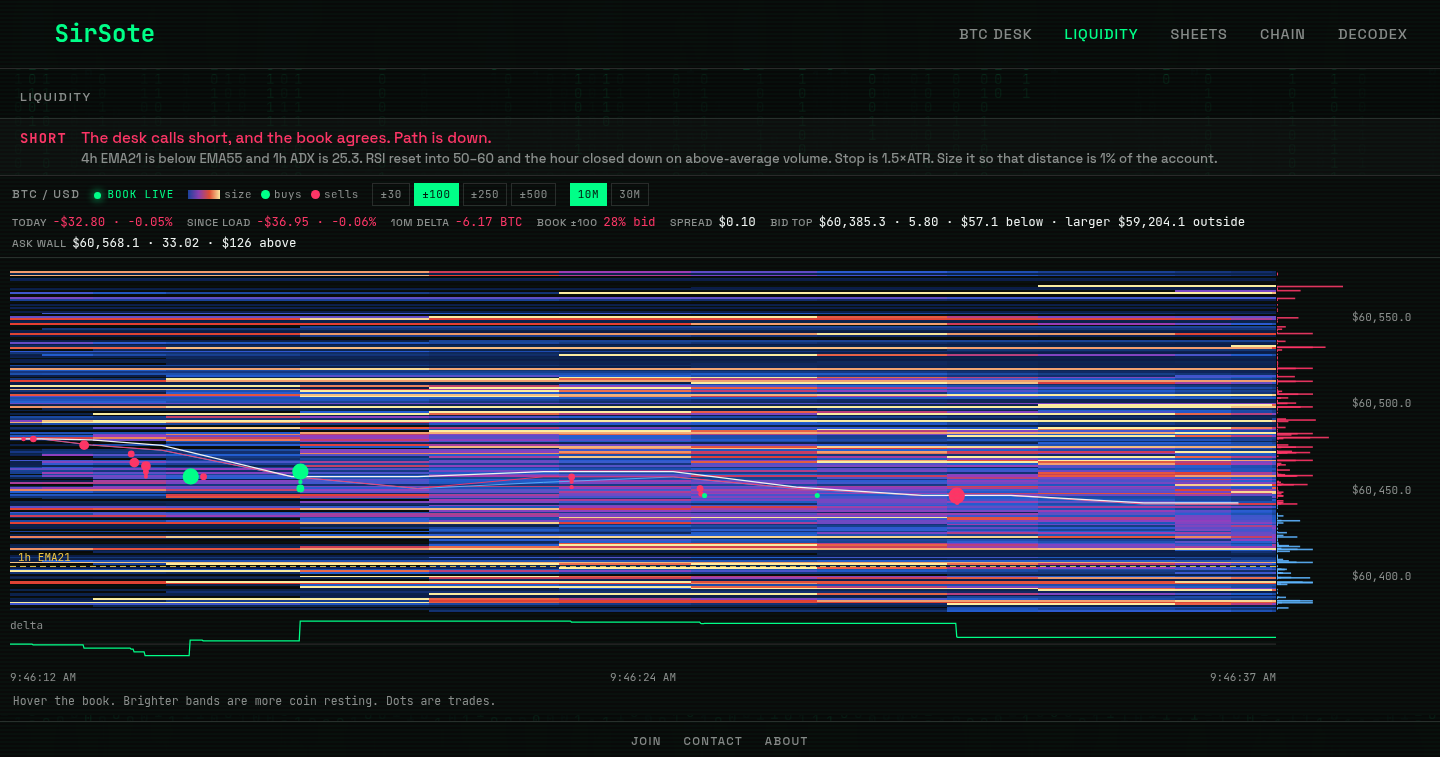 SirSote
BTC DESK LIQUIDITY SHEETS CHAIN DECODEX
LIQUIDITY
SHORT The desk calls short, and the book agrees. Path is down.
4h EMA21 is below EMA55 and 1h ADX is 25.3. RSI reset into 50–60 and the hour closed down on above-average volume. Stop is 1.5×ATR. Size it so that distance is 1% of the account.
BTC / USD BOOK LIVE size buys sells ±30 ±100 ±250 ±500 10M 30M
TODAY -$32.80 · -0.05% SINCE LOAD -$36.95 · -0.06% 10M DELTA -6.17 BTC BOOK ±100 28% bid SPREAD $0.10 BID TOP $60,385.3 · 5.80 · $57.1 below · larger $59,204.1 outside
ASK WALL $60,568.1 · 33.02 · $126 above
$60,550.0
$60,500.0
$60,450.0
1h EMA21
$60,400.0
delta
9:46:12 AM 9:46:24 AM 9:46:37 AM
Hover the book. Brighter bands are more coin resting. Dots are trades.
JOIN CONTACT ABOUT